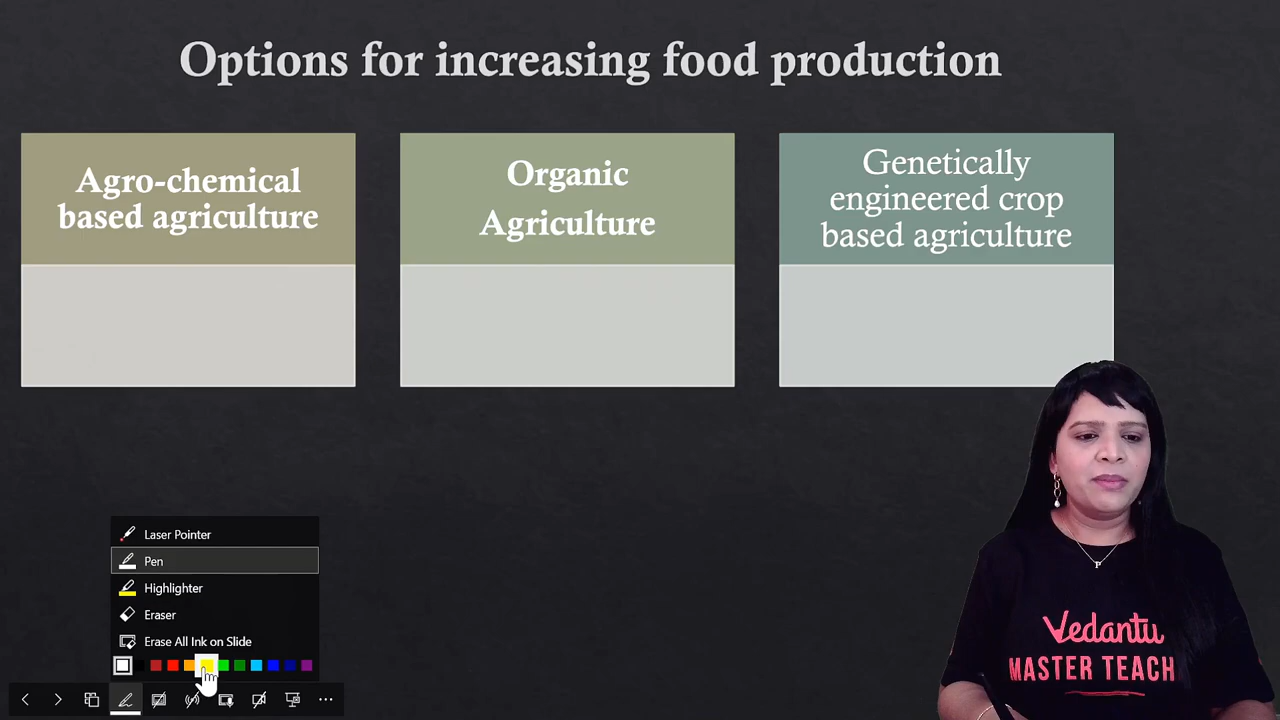 Options for increasing food production
Agro-chemical
based agriculture
Organic
Agriculture
Genetically
engineered crop
based agriculture
Laser Pointer
Pen
Highlighter
Eraser
Erase All Ink on Slide
Vedantu
MASTER TEACH